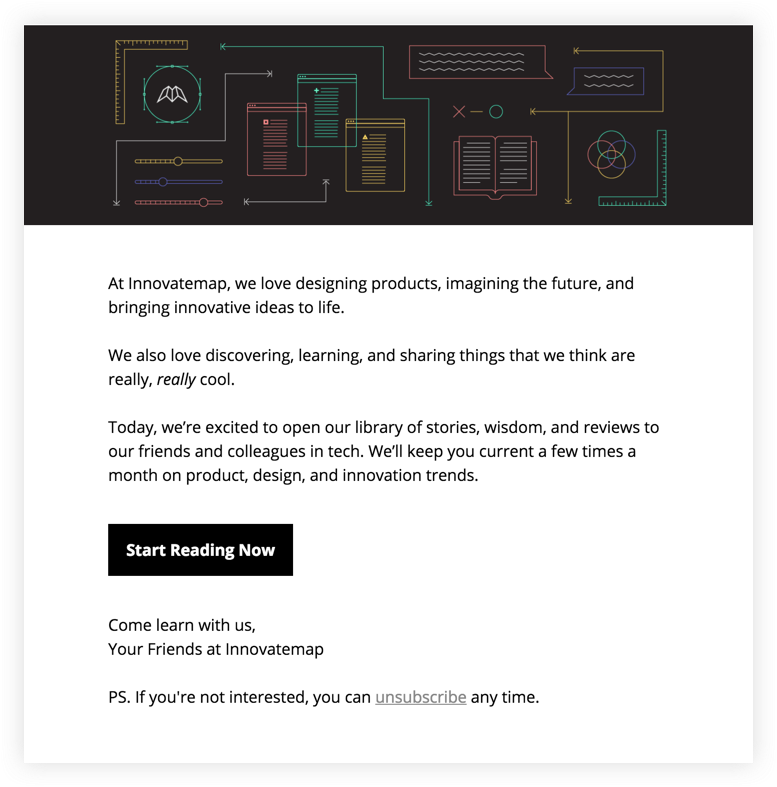 At Innovatemap, we love designing products, imagining the future, and
bringing innovative ideas to life.
We also love discovering, learning, and sharing things that we think are
really, really cool.
Today, we’re excited to open our library of stories, wisdom, and reviews to
our friends and colleagues in tech. We’ll keep you current a few times a
month on product, design, and innovation trends.
Start Reading Now
Come learn with us,
Your Friends at Innovatemap
PS. If you're not interested, you can unsubscribe any time.